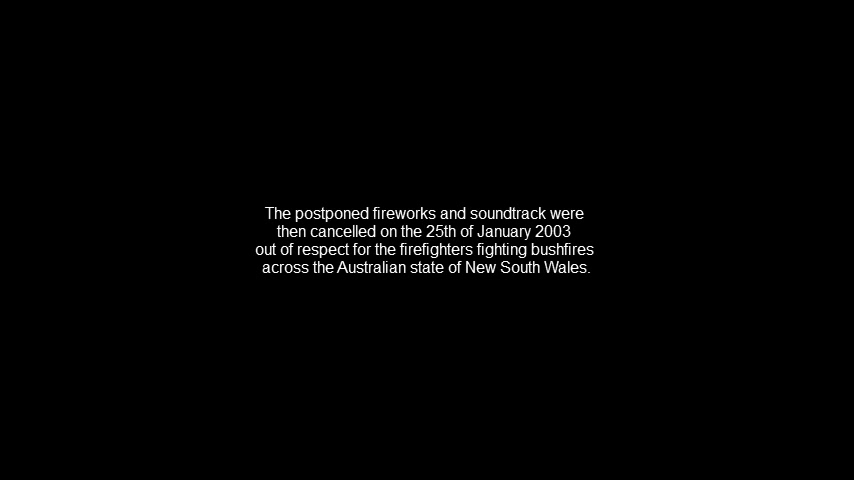 The postponed fireworks and soundtrack were
then cancelled on the 25th of January 2003
out of respect for the firefighters fighting bushfires
across the Australian state of New South Wales.